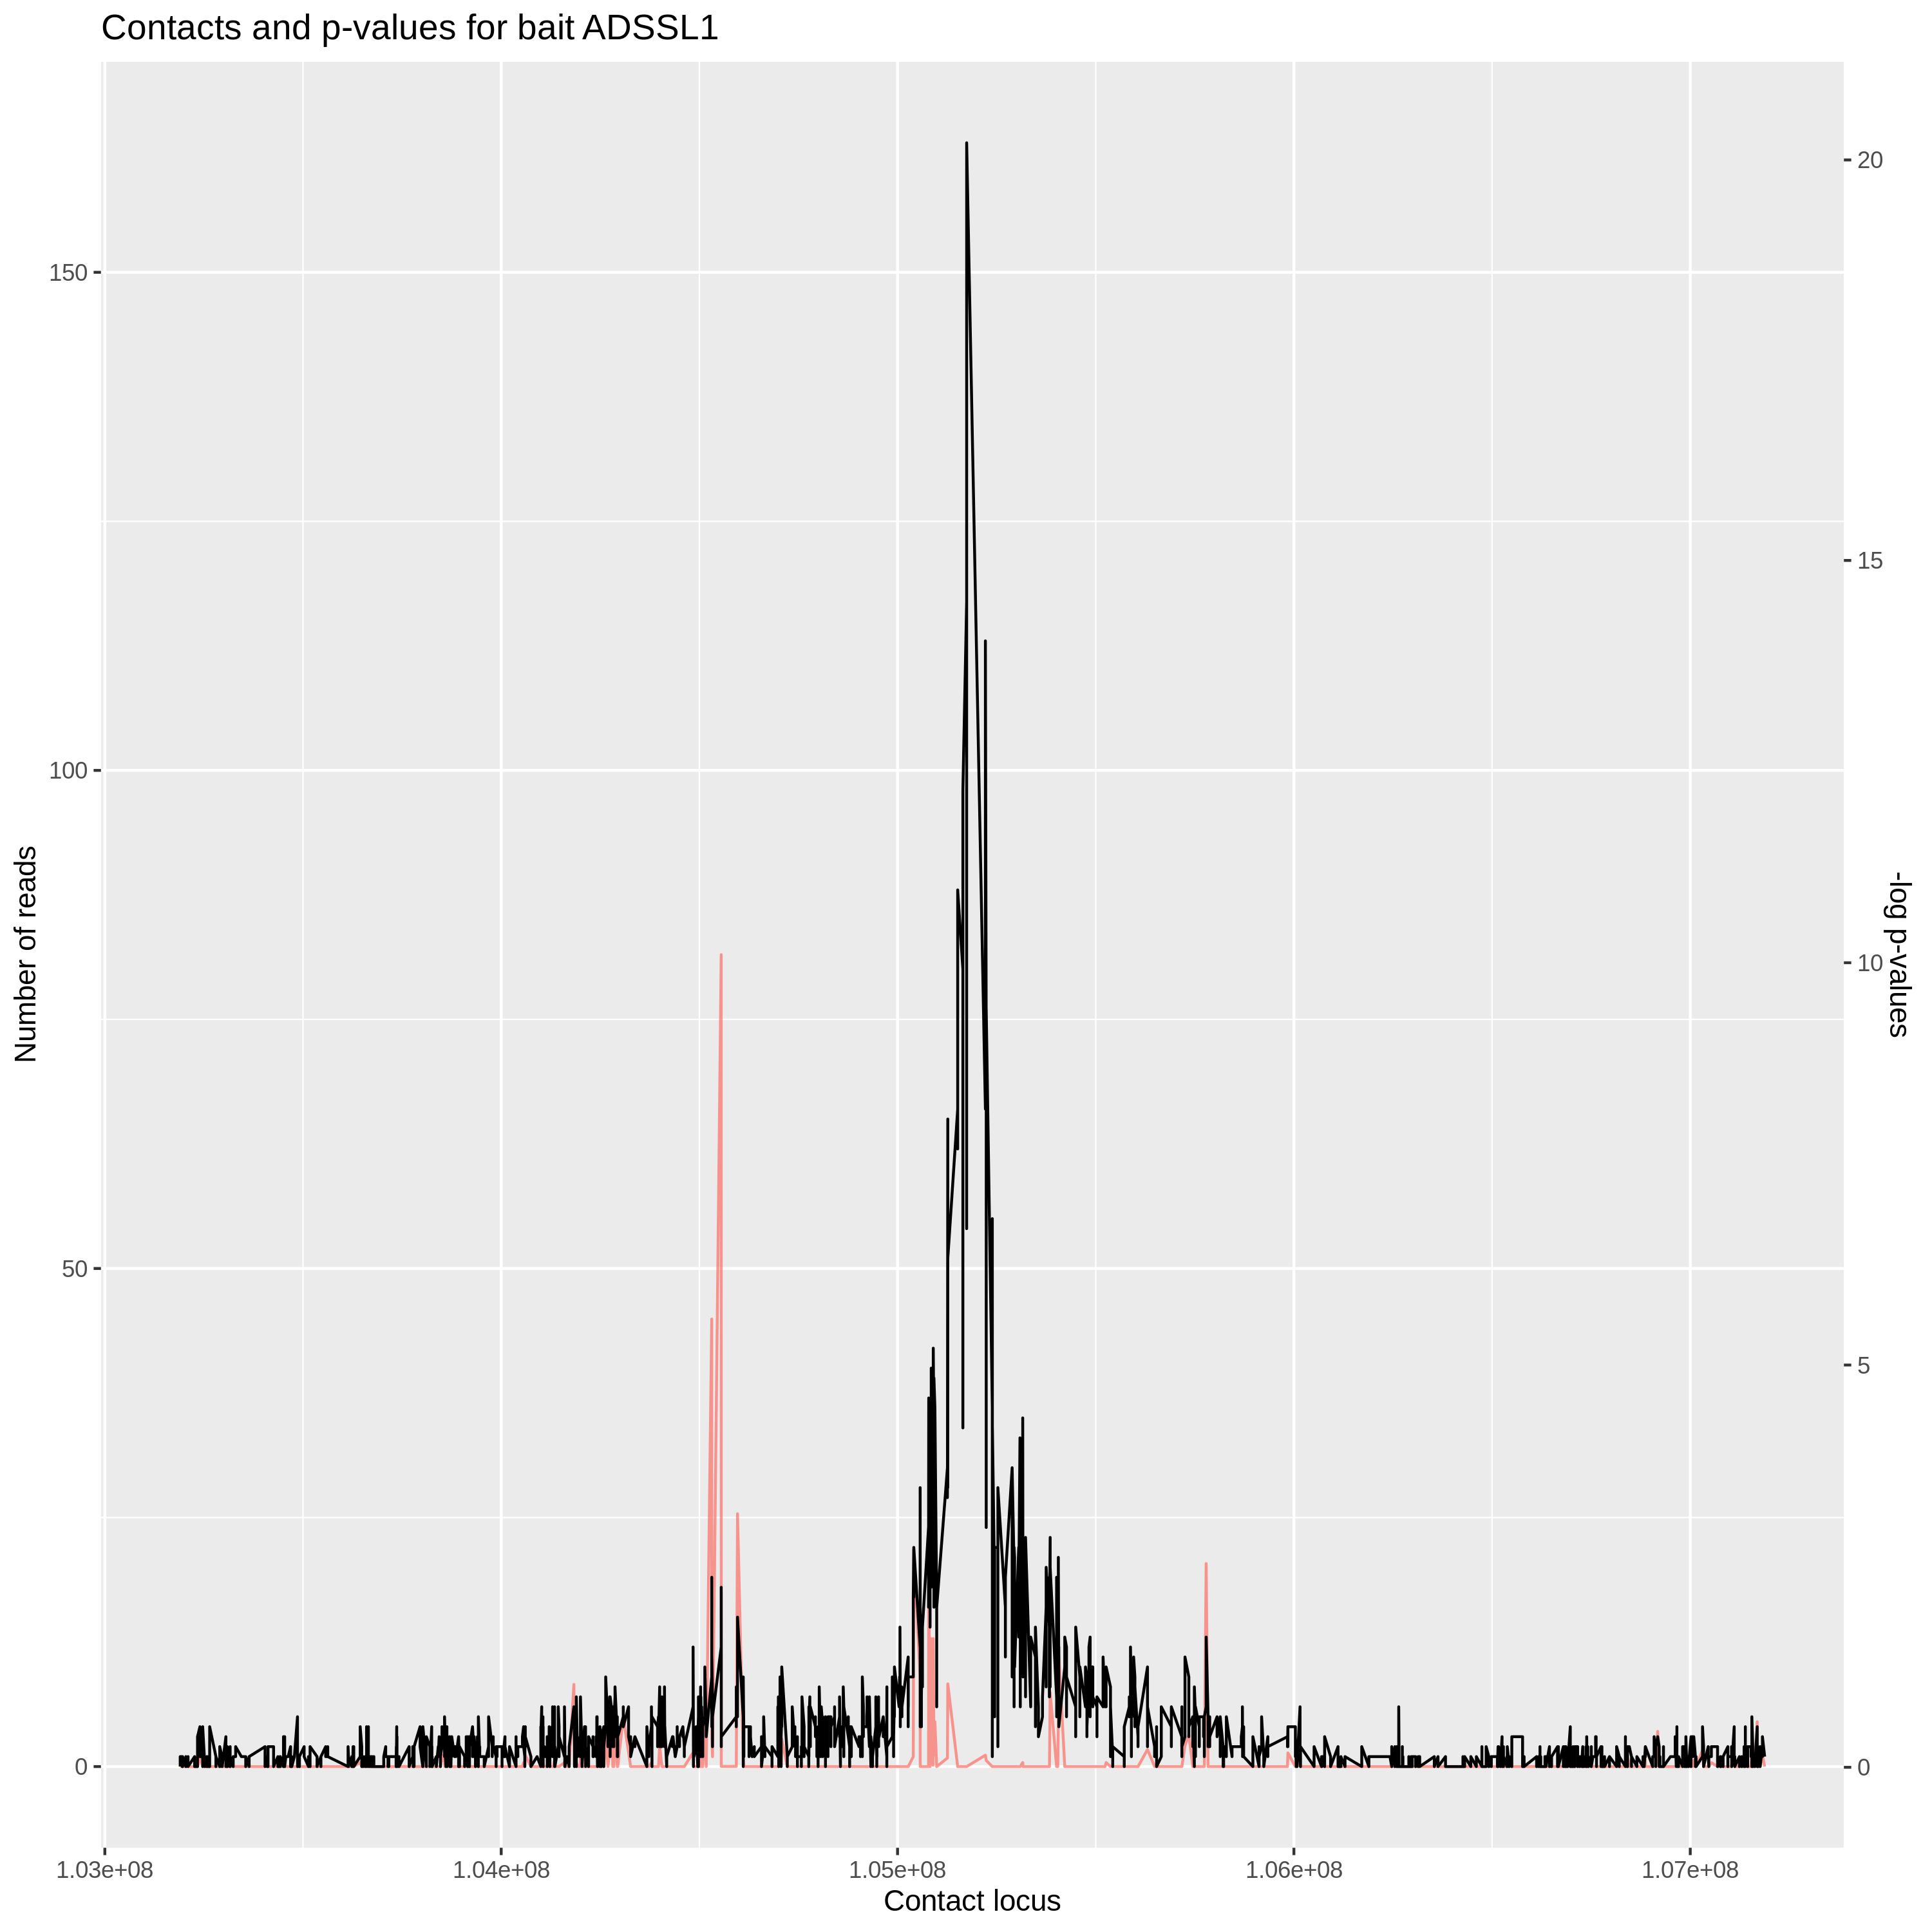 Contacts and p-values for bait ADSSL1
150
100
50
0
Number of reads
20
15
10
5
0
-log p-values
1.03e+08
1.04e+08
1.05e+08
1.06e+08
1.07e+08
Contact locus